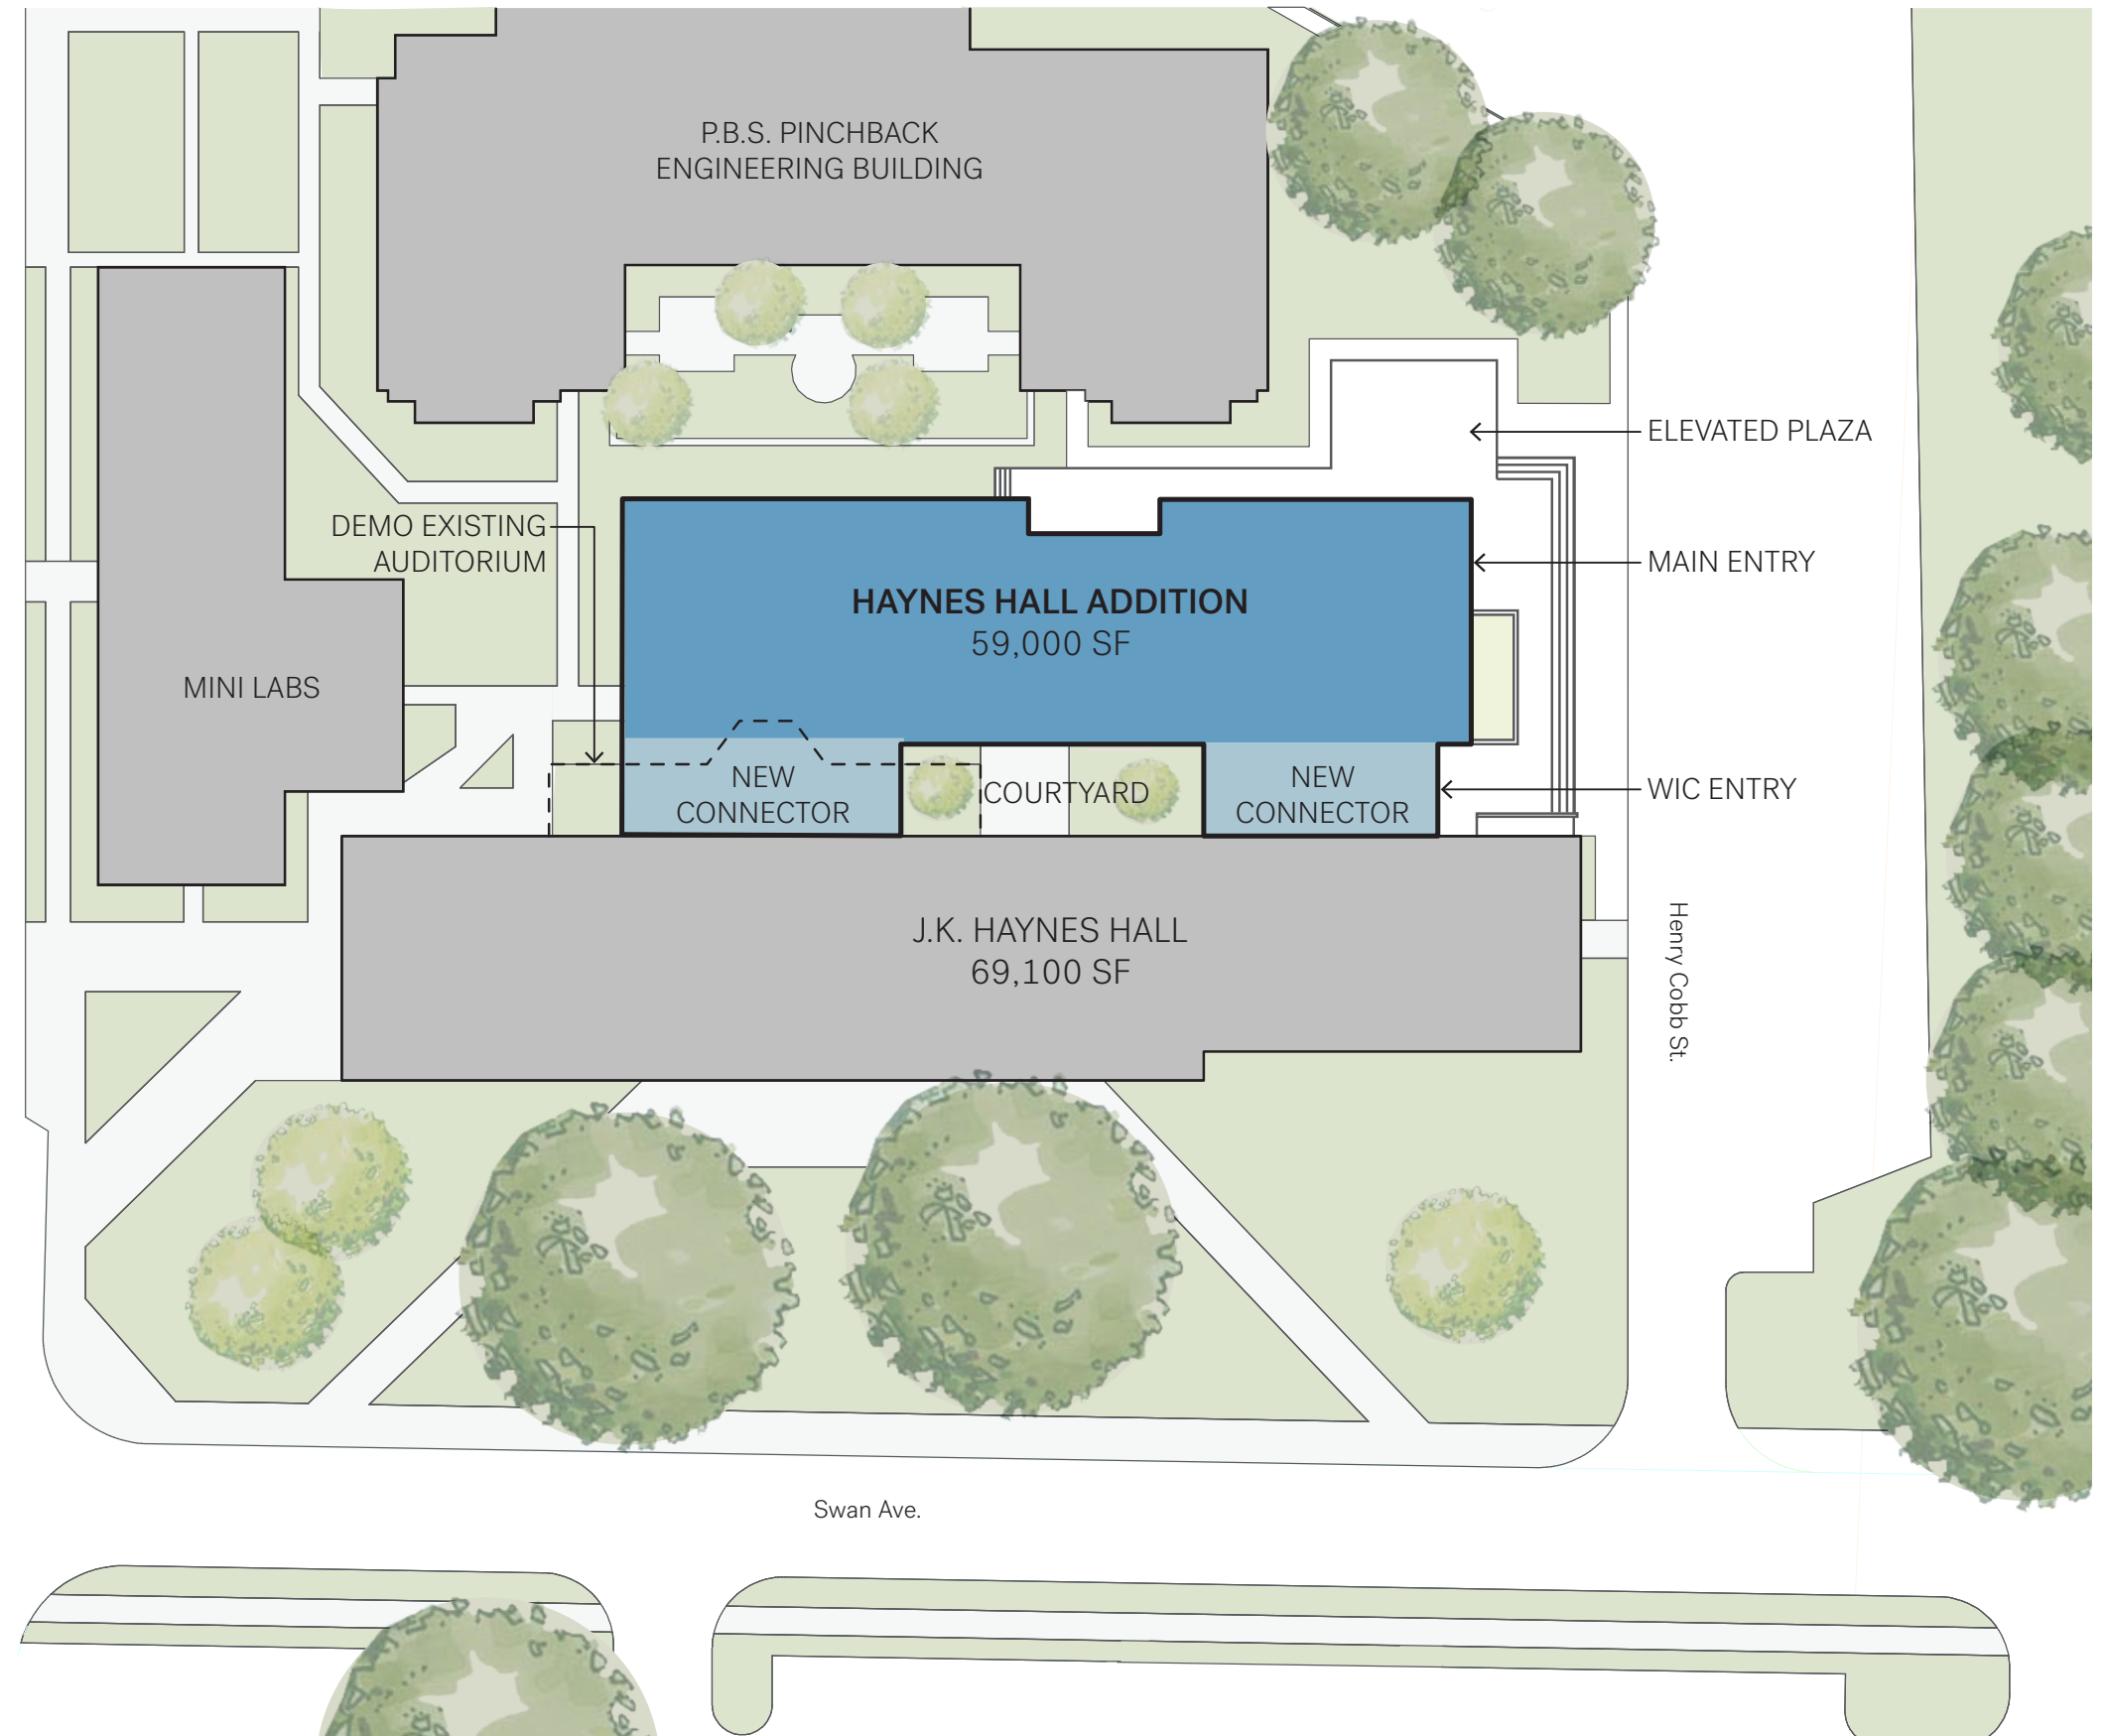 P.B.S. PINCHBACK
ENGINEERING BUILDING
ELEVATED PLAZA
DEMO EXISTING
AUDITORIUM
MAIN ENTRY
HAYNES HALL ADDITION
59,000 SF
MINI LABS
NEW
CONNECTOR
COURTYARD
NEW
CONNECTOR
WIC ENTRY
J.K. HAYNES HALL
69,100 SF
Henry Cobb St.
Swan Ave.